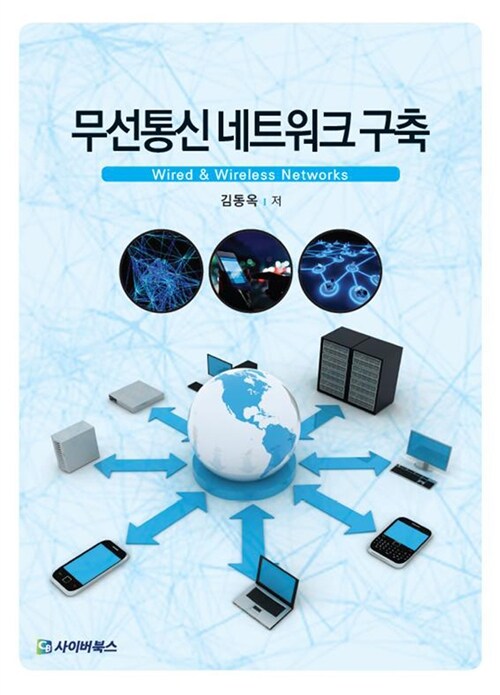 무선통신 네트워크 구축
Wired & Wireless Networks
김동옥 | 저
CB 사이버북스